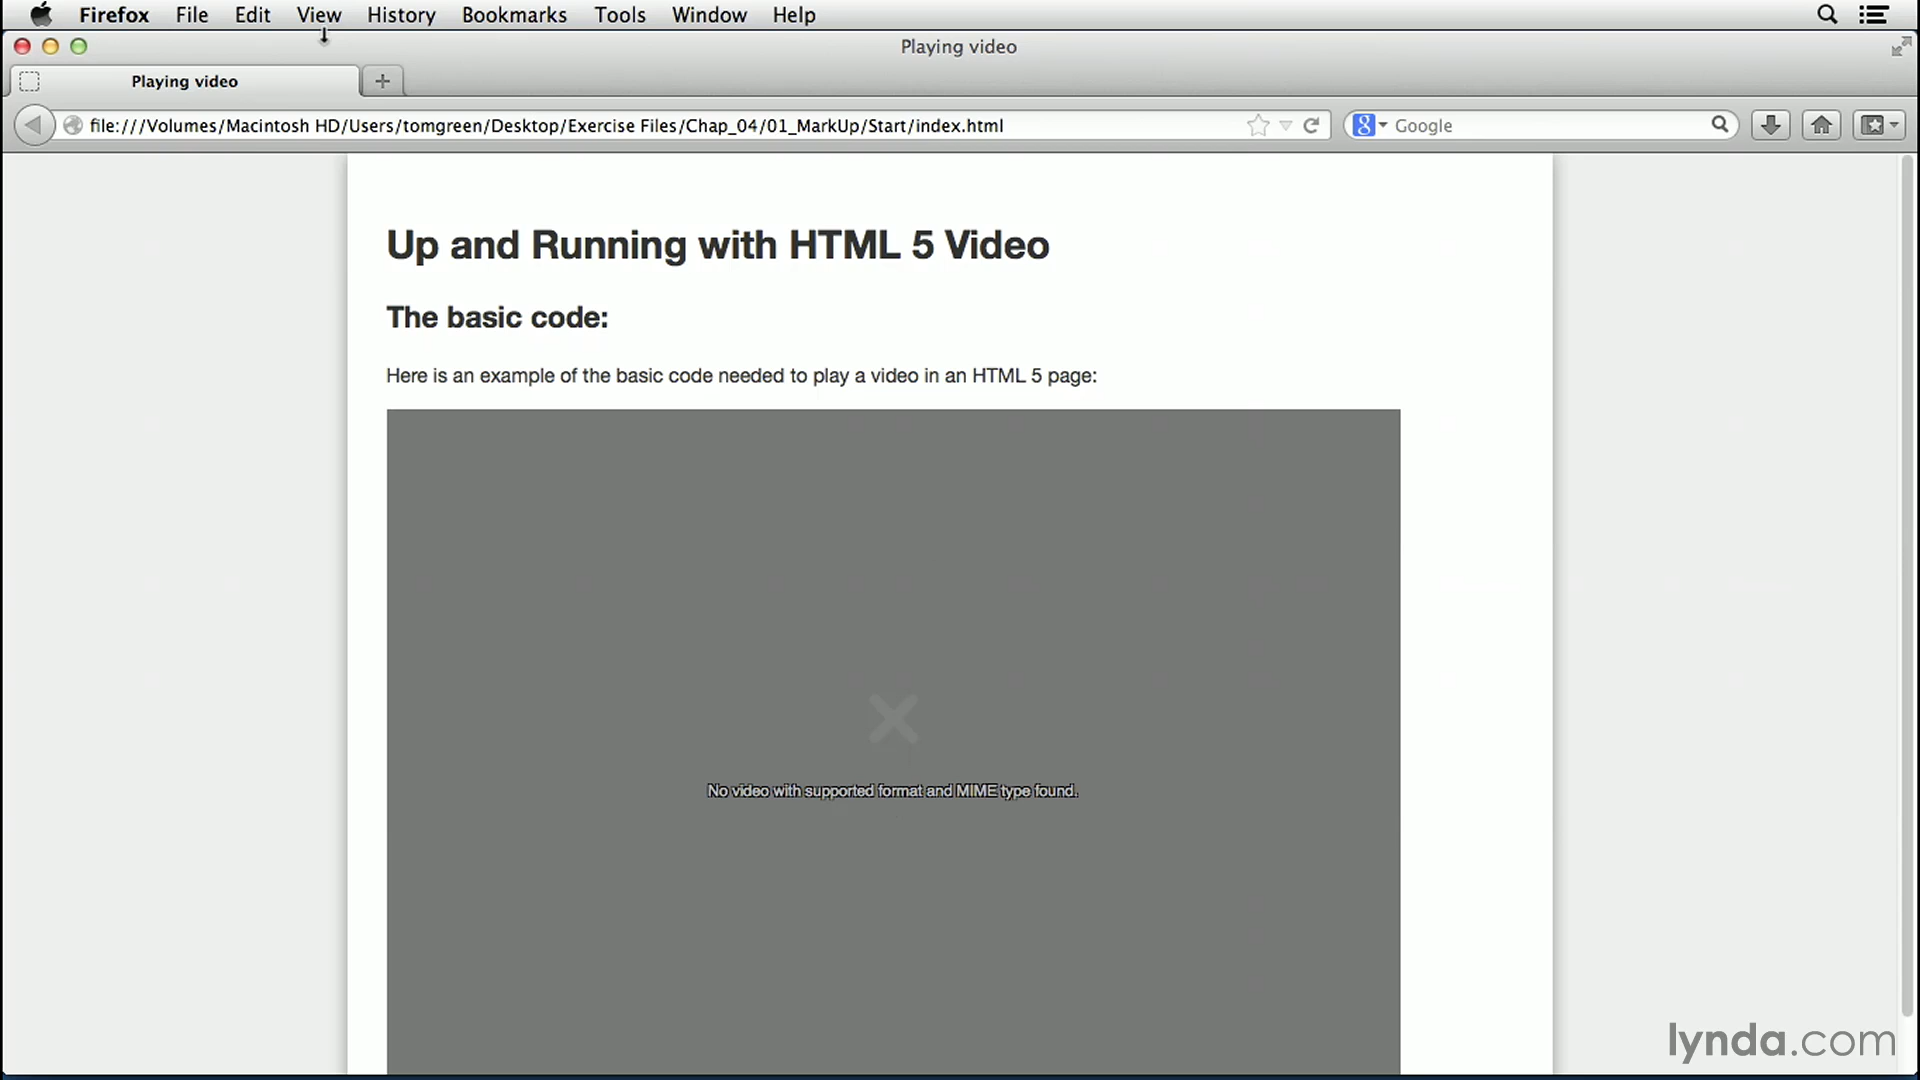 Firefox File Edit View History Bookmarks Tools Window Help
Playing video
Playing video
file:///Volumes/Macintosh HD/Users/tomgreen/Desktop/Exercise Files/Chap_04/01_MarkUp/Start/index.html
8 Google
Up and Running with HTML 5 Video
The basic code:
Here is an example of the basic code needed to play a video in an HTML 5 page:
No video with supported format and MIME type found.
lynda.com